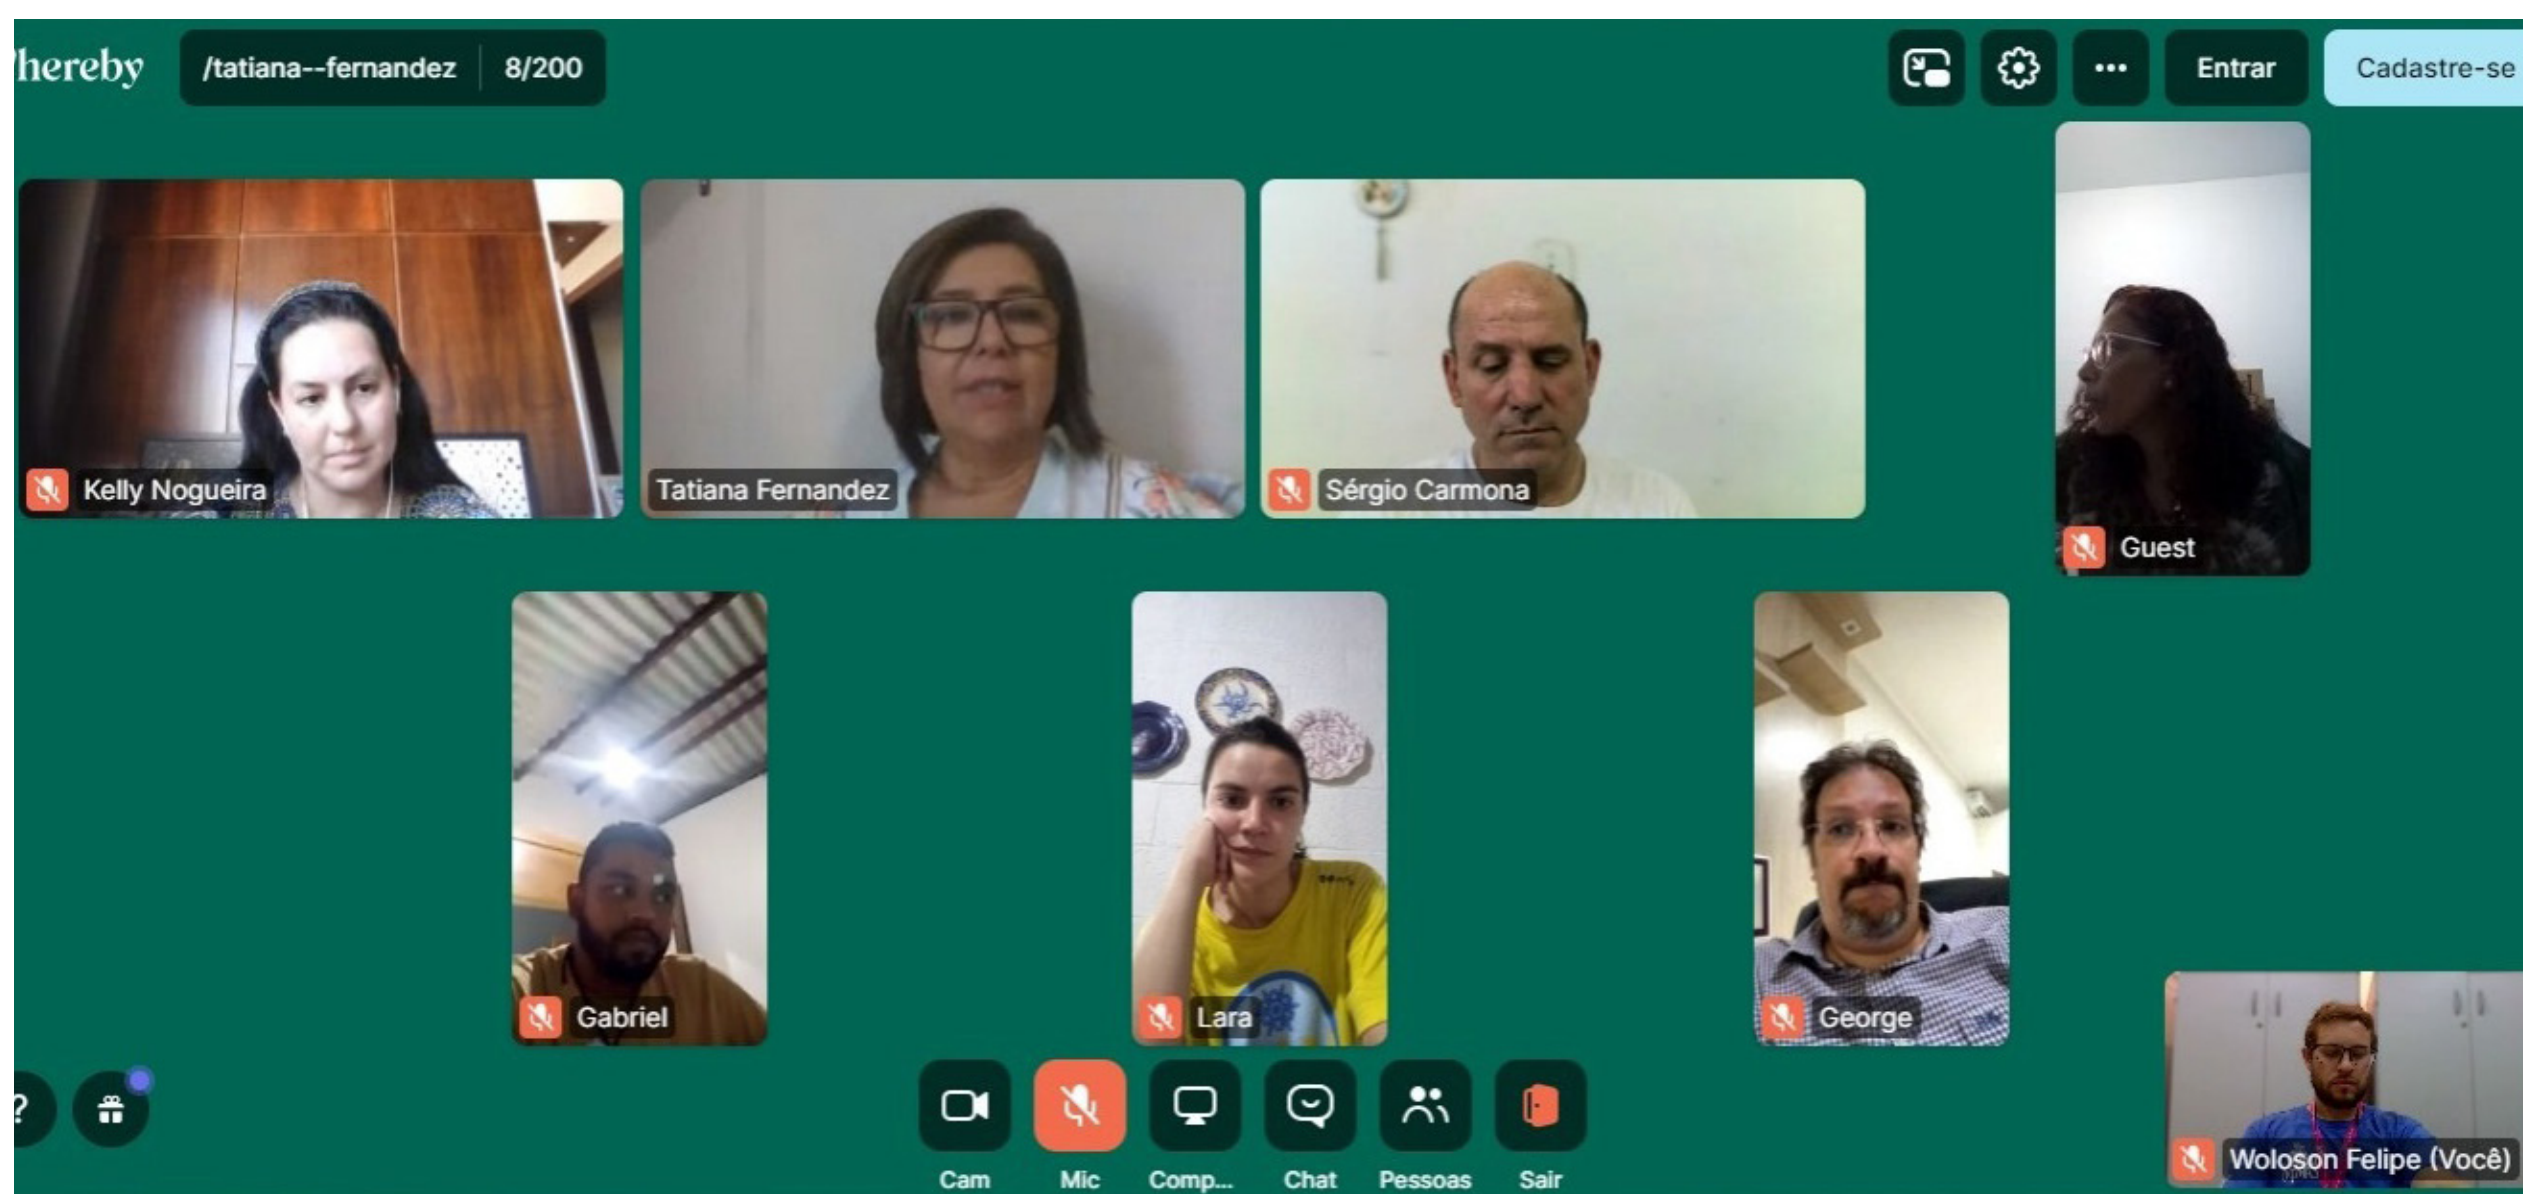 hereby
/tatiana--fernandez 8/200
Entrar
Cadastre-se
Kelly Nogueira
Tatiana Fernandez
Sérgio Carmona
Guest
Gabriel
Lara
George
Woloson Felipe (Você)
?
Cam
Mic
Comp...
Chat
Pessoas
Sair